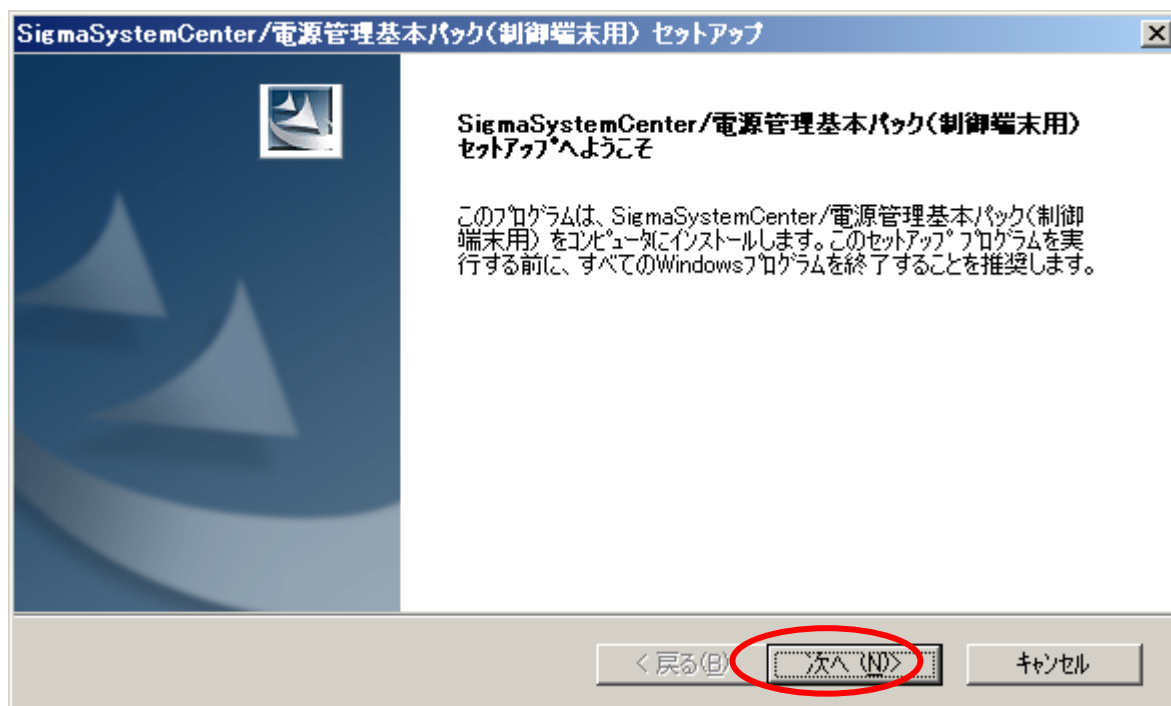 SigmaSystemCenter/電源管理基本パック(制御端末用) セットアップ
SigmaSystemCenter/電源管理基本パック(制御端末用)
セットアップへようこそ
このプログラムは、SigmaSystemCenter/電源管理基本パック(制御
端末用) をコンピュータにインストールします。このセットアップ プログラムを実
行する前に、すべてのWindowsプログラムを終了することを推奨します。
< 戻る(B)
次へ (N)>
キャンセル